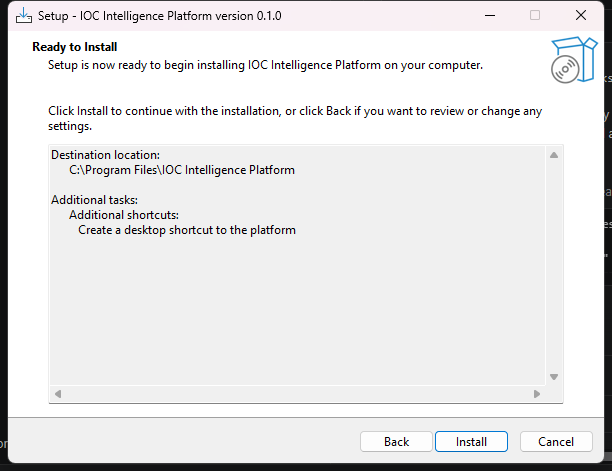 Setup - IOC Intelligence Platform version 0.1.0
Ready to Install
Setup is now ready to begin installing IOC Intelligence Platform on your computer.
Click Install to continue with the installation, or click Back if you want to review or change any
settings.
Destination location:
C:\Program Files\IOC Intelligence Platform
Additional tasks:
Additional shortcuts:
Create a desktop shortcut to the platform
Back
Install
Cancel